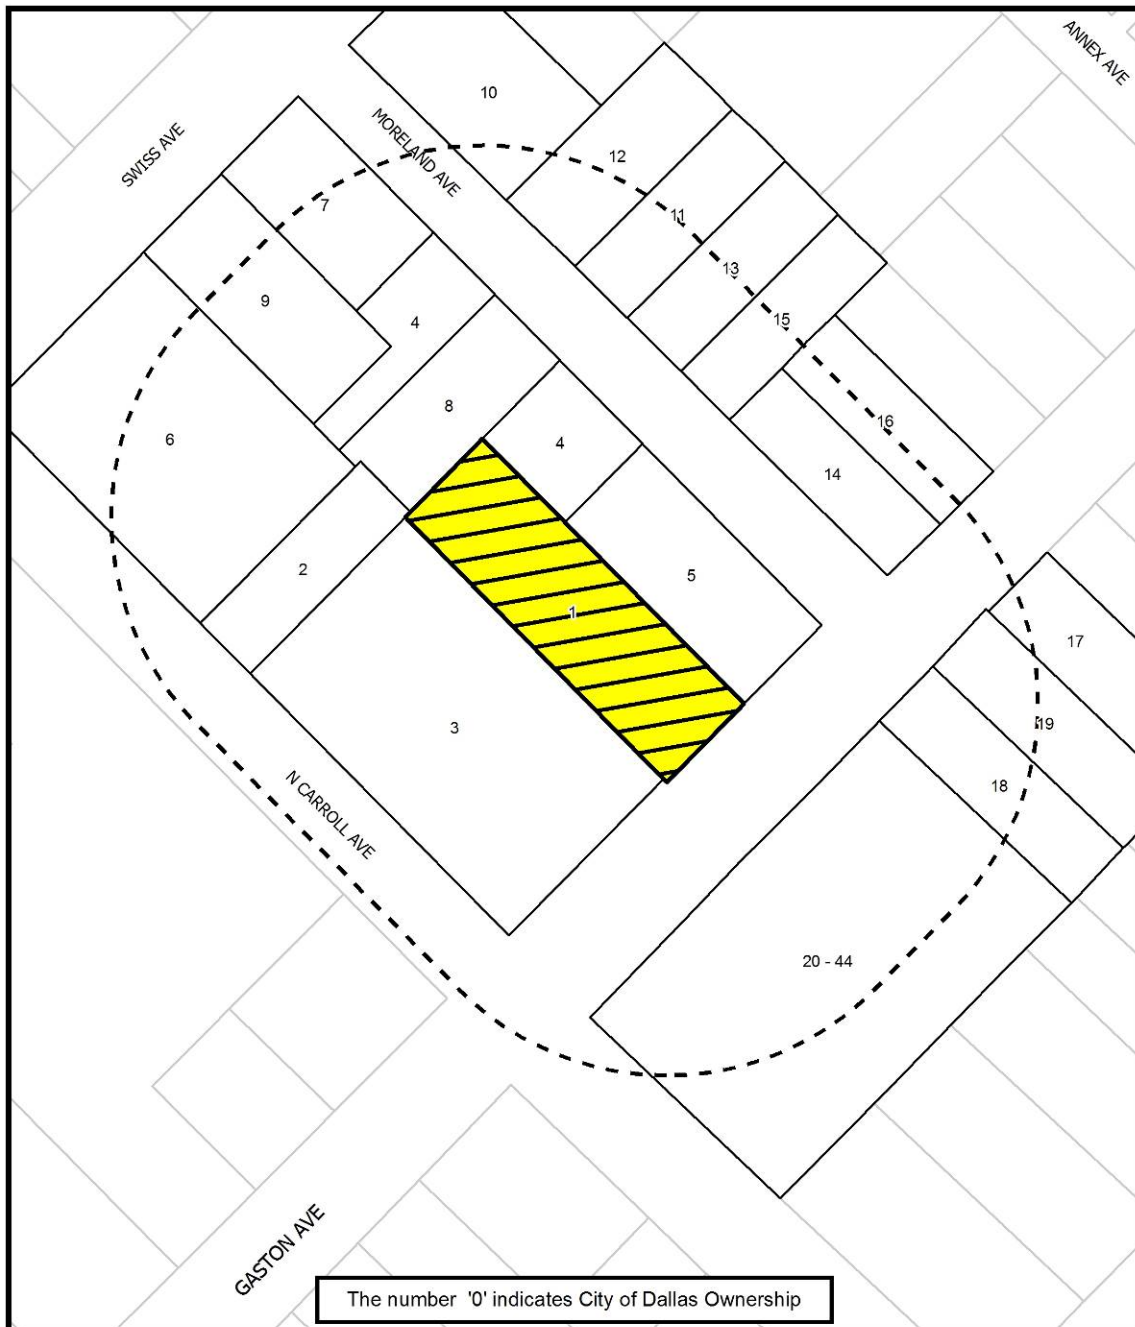 ANNEX AVE
10
SWISS AVE
MORELAND AVE
12
7
11
13
9
4
15
8
16
6
4
14
2
5
1
17
3
19
18
N CARROLL AVE
20 - 44
GASTON AVE
The number '0' indicates City of Dallas Ownership